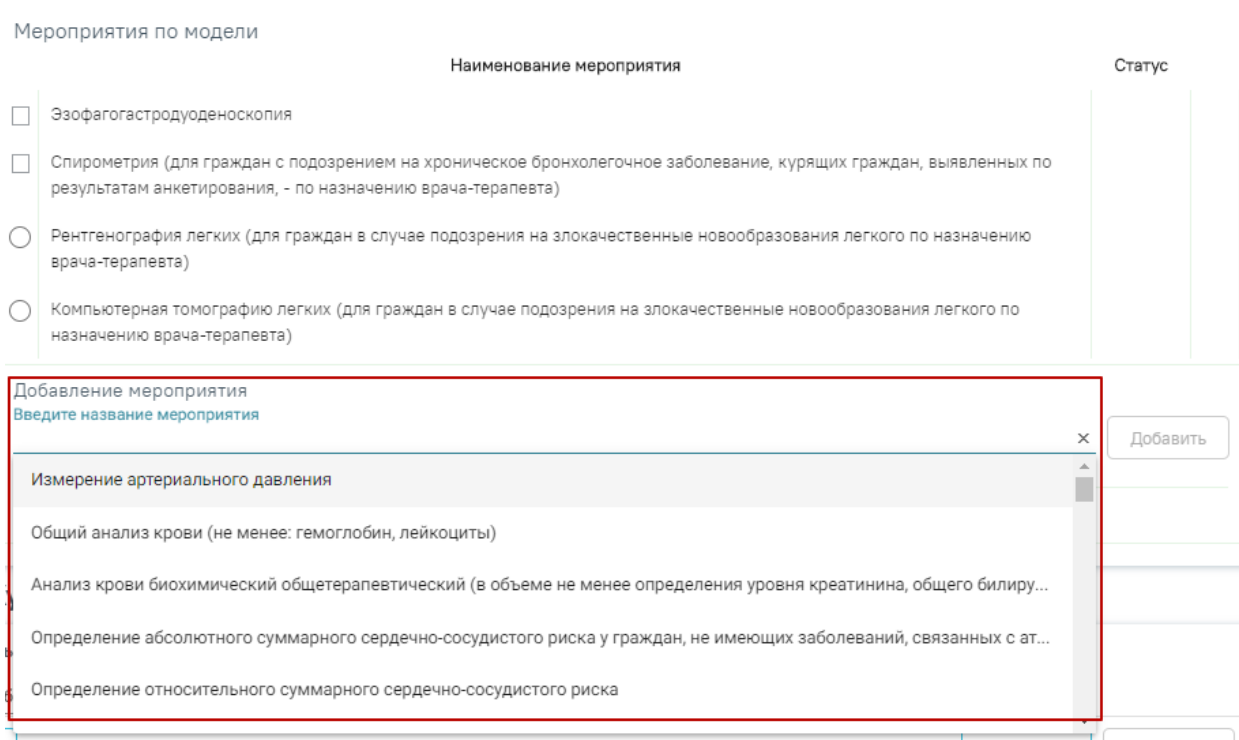 Мероприятия по модели
Наименование мероприятия Статус
Эзофагогастродуоденоскопия
Спирометрия (для граждан с подозрением на хроническое бронхолегочное заболевание, курящих граждан, выявленных по
результатам анкетирования, - по назначению врача-терапевта)
Рентгенография легких (для граждан в случае подозрения на злокачественные новообразования легкого по назначению
врача-терапевта)
Компьютерная томографию легких (для граждан в случае подозрения на злокачественные новообразования легкого по
назначению врача-терапевта)
Добавление мероприятия
Введите название мероприятия
Добавить
Измерение артериального давления
Общий анализ крови (не менее: гемоглобин, лейкоциты)
Анализ крови биохимический общетерапевтический (в объеме не менее определения уровня креатинина, общего билиру...
Определение абсолютного суммарного сердечно-сосудистого риска у граждан, не имеющих заболеваний, связанных с ат...
Определение относительного суммарного сердечно-сосудистого риска